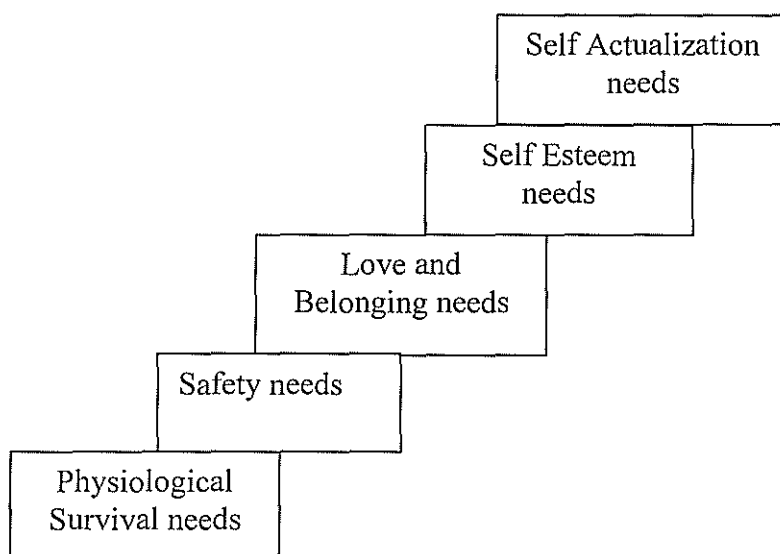 Self Actualization
needs
Self Esteem
needs
Love and
Belonging needs
Safety needs
Physiological
Survival needs